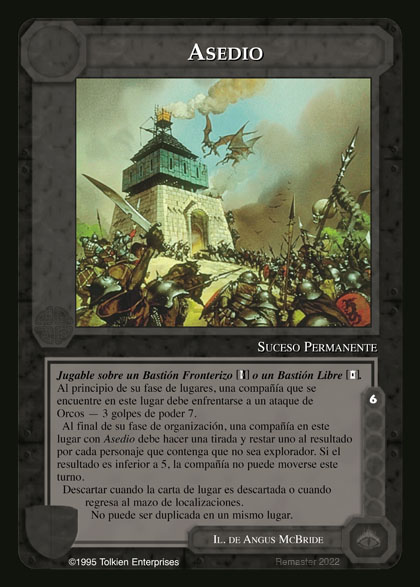 ASEDIO
SUCESO PERMANENTE
Jugable sobre un Bastión Fronterizo [] o un Bastión Libre [].
Al principio de su fase de lugares, una compañía que se
encuentre en este lugar debe enfrentarse a un ataque de
Orcos — 3 golpes de poder 7.
Al final de su fase de organización, una compañía en este
lugar con Asedio debe hacer una tirada y restar uno al resultado
por cada personaje que contenga que no sea explorador. Si el
resultado es inferior a 5, la compañía no puede moverse este
turno.
Descartar cuando la carta de lugar es descartada o cuando
regresa al mazo de localizaciones.
No puede ser duplicada en un mismo lugar.
6
IL. DE ANGUS MCBRIDE
©1995 Tolkien Enterprises
Remaster 2022